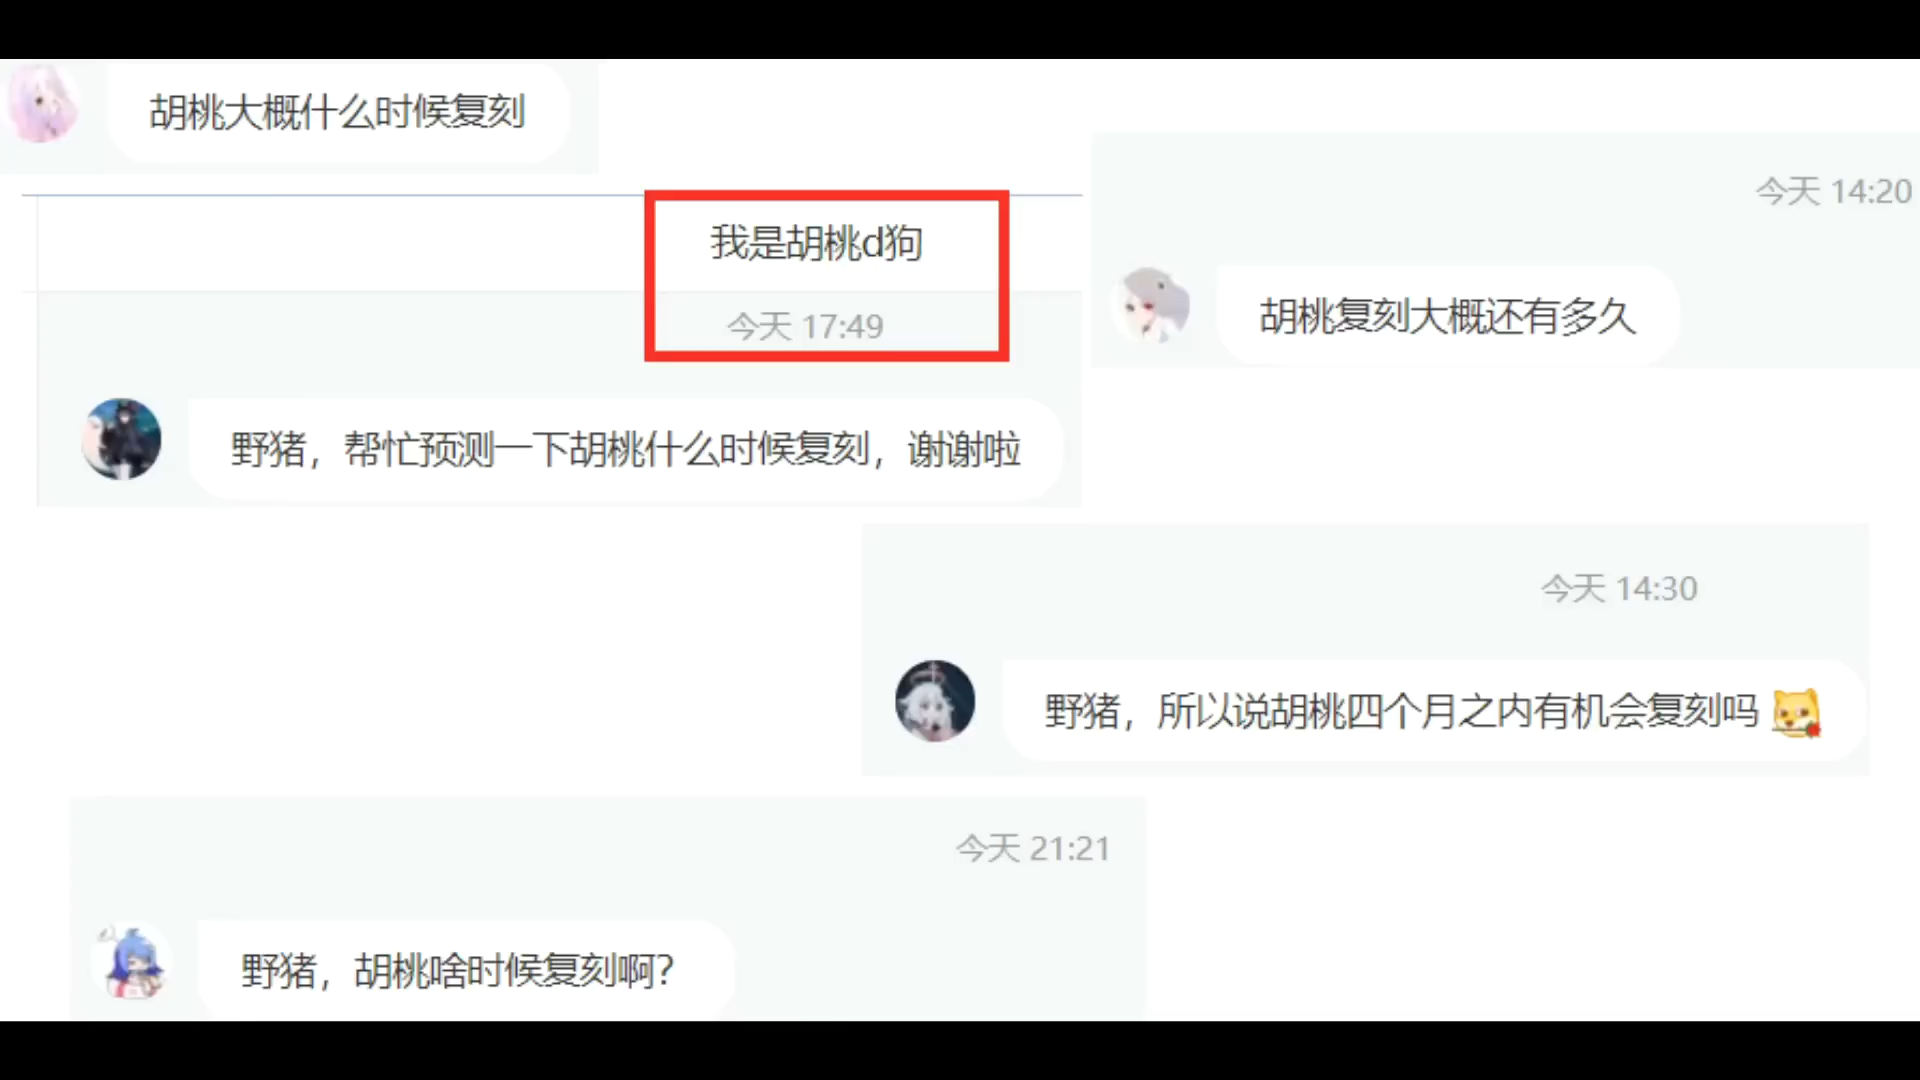 胡桃大概什么时候复刻
我是胡桃d狗
今天 17:49
野猪，帮忙预测一下胡桃什么时候复刻，谢谢啦
今天 14:20
胡桃复刻大概还有多久
今天 14:30
野猪，所以说胡桃四个月之内有机会复刻吗
今天 21:21
野猪，胡桃啥时候复刻啊？